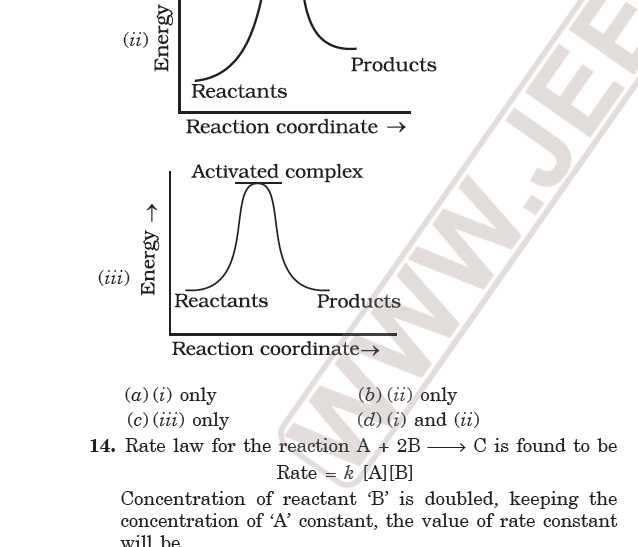 (ii)
Energy
Products
Reactants
Reaction coordinate →
Activated complex
(iii)
Energy →
Reactants Products
Reaction coordinate→
(a) (i) only (b) (ii) only
(c) (iii) only (d) (i) and (ii)
14. Rate law for the reaction A + 2B ⟶ C is found to be
Rate = k [A][B]
Concentration of reactant ‘B’ is doubled, keeping the
concentration of ‘A’ constant, the value of rate constant
will be
WWW.JEE